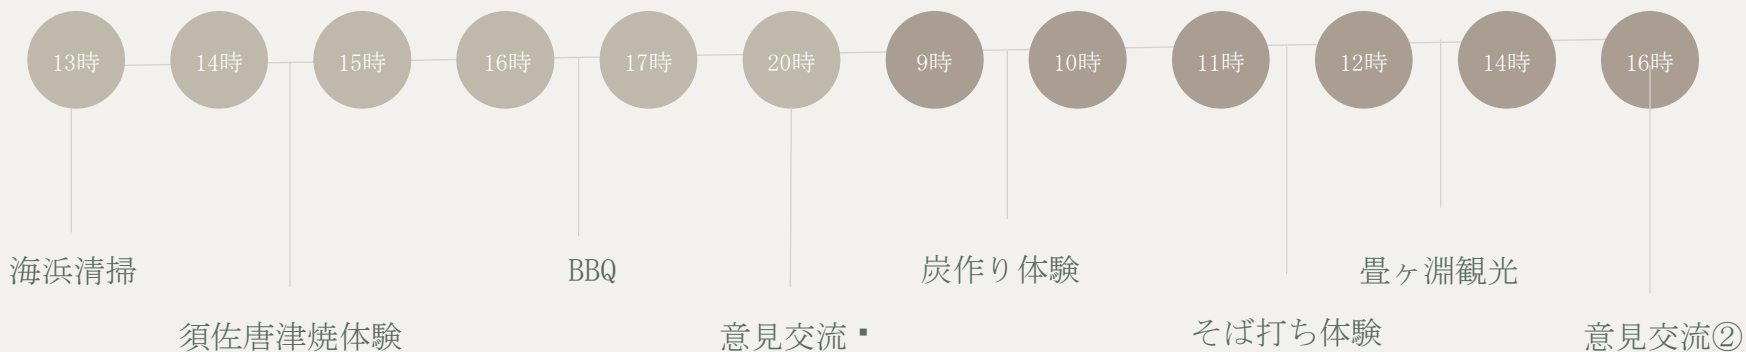 13時
14時
15時
16時
17時
20時
9時
10時
11時
12時
14時
16時
海浜清掃
BBQ
炭作り体験
畳ヶ淵観光
須佐唐津焼体験
意見交流▪
そば打ち体験
意見交流②